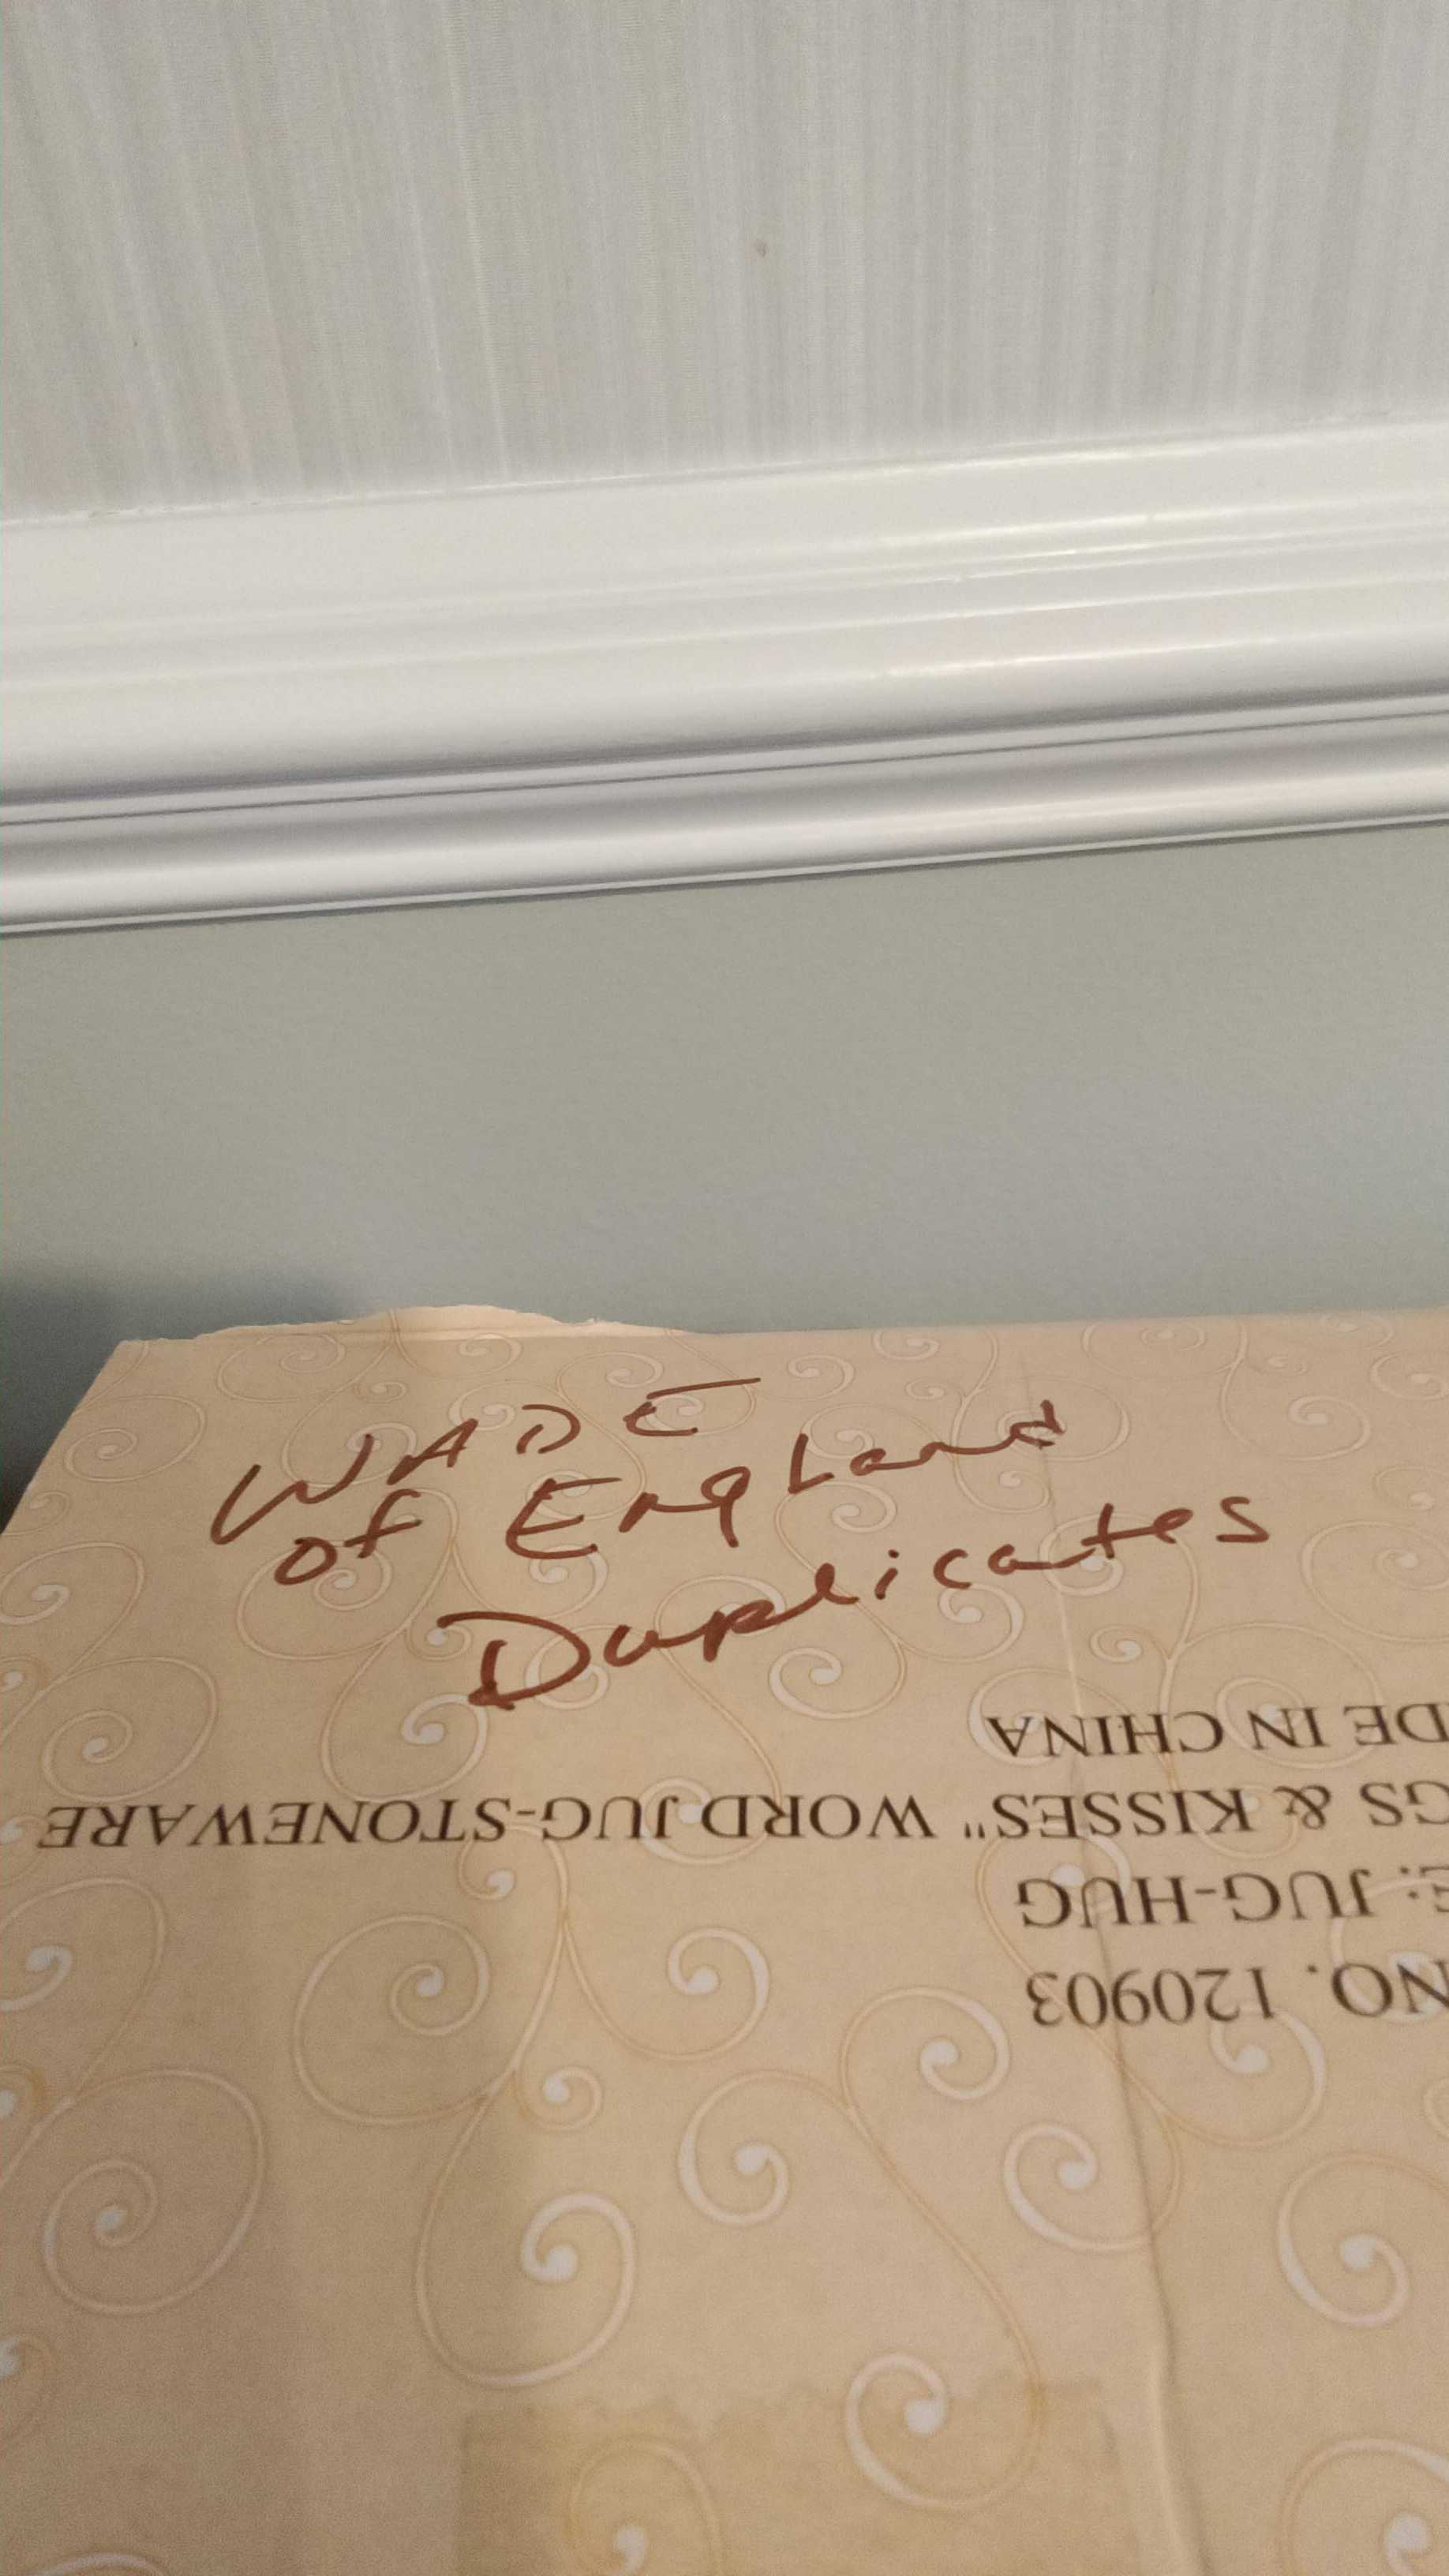 WADE
of England
Duplicates
NO. 120903
E: JUG-HUG
GS & KISSES" WORD JUG-STONEWARE
DE IN CHINA